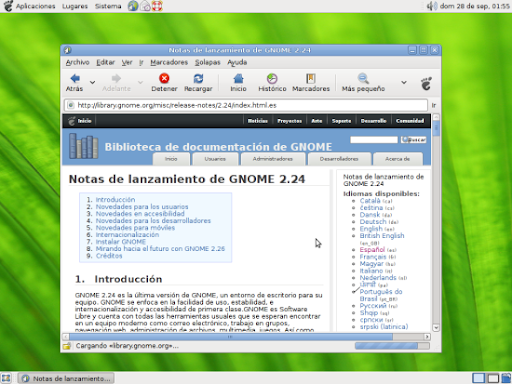 Aplicaciones Lugares Sistema dom 28 de sep, 01:55
Notas de lanzamiento de GNOME 2.24
Archivo Editar Ver Ir Marcadores Solapas Ayuda
Atrás Adelante Detener Recargar Inicio Histórico Marcadores Más pequeño
http://library.gnome.org/misc/release-notes/2.24/index.html.es Ir
Inicio Noticias Proyectos Arte Soporte Desarrollo Comunidad
Biblioteca de documentación de GNOME Buscar
Inicio Usuarios Administradores Desarrolladores Acerca de
Notas de lanzamiento de GNOME 2.24
1. Introducción
2. Novedades para los usuarios
3. Novedades en accesibilidad
4. Novedades para los desarrolladores
5. Novedades para móviles
6. Internacionalización
7. Instalar GNOME
8. Mirando hacia el futuro con GNOME 2.26
9. Créditos
1. Introducción
GNOME 2.24 es la última versión de GNOME, un entorno de escritorio para su
equipo. GNOME se enfoca en la facilidad de uso, estabilidad, e
internacionalización y accesibilidad de primera clase.GNOME es Software
Libre y cuenta con todas las herramientas usuales que se esperan encontrar
en un equipo moderno como correo electrónico, trabajo en grupos,
navegación web, administración de archivos, multimedia, juegos. Así como
Notas de lanzamiento de
GNOME 2.24
Idiomas disponibles:
Català (ca)
čeština (cs)
Dansk (da)
Deutsch (de)
English (en)
British English
(en_GB)
Español (es)
Français (fr)
Magyar (hu)
Italiano (it)
Nederlands (nl)
Português do
Brasil (pt_BR)
Русский (ru)
Shqip (sq)
српски (sr)
srpski (latinica)
Cargando «library.gnome.org»...
Notas de lanzamiento...